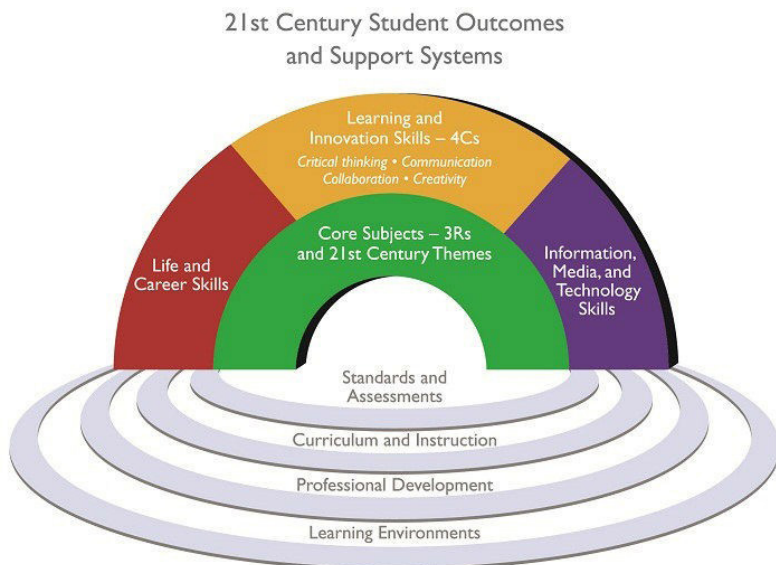 21st Century Student Outcomes
and Support Systems
Learning and
Innovation Skills – 4Cs
Critical thinking • Communication
Collaboration • Creativity
Core Subjects – 3Rs
and 21st Century Themes
Life and
Career Skills
Information,
Media, and
Technology
Skills
Standards and
Assessments
Curriculum and Instruction
Professional Development
Learning Environments